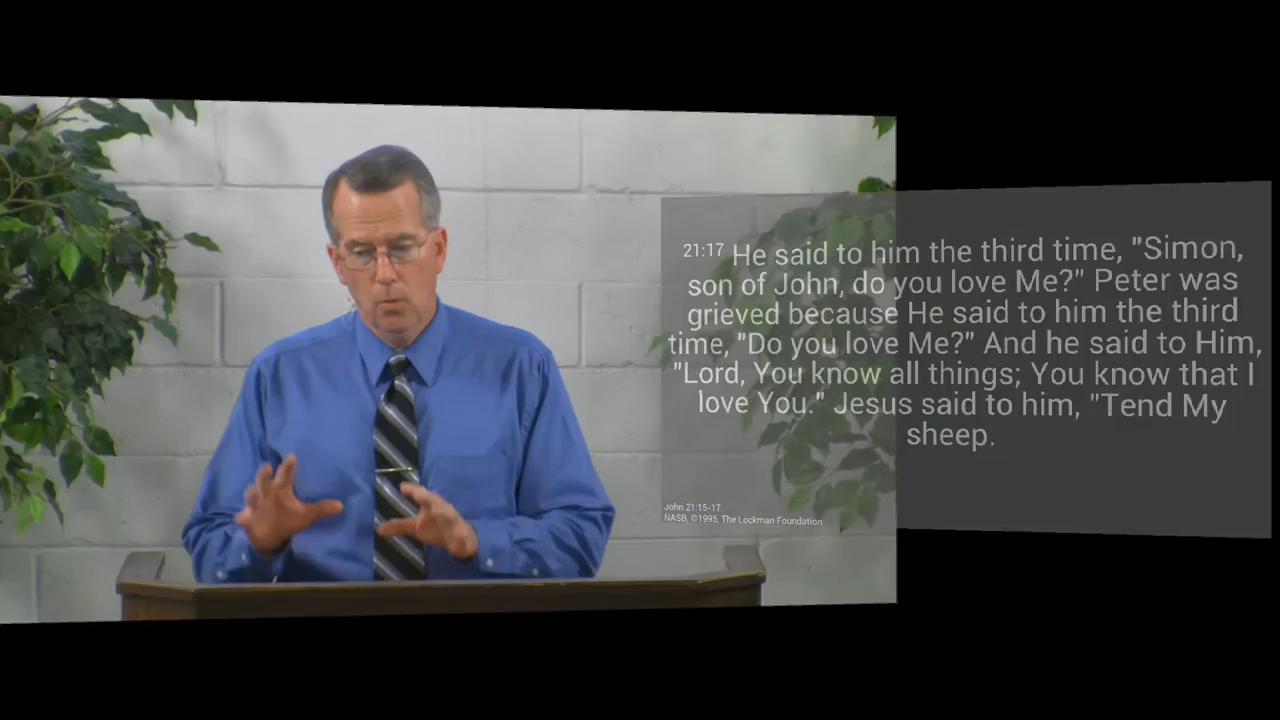 21:17 He said to him the third time, "Simon,
son of John, do you love Me?" Peter was
grieved because He said to him the third
time, "Do you love Me?" And he said to Him,
"Lord, You know all things; You know that I
love You." Jesus said to him, "Tend My
sheep.
John 21:15-17
NASB, ©1995, The Lockman Foundation